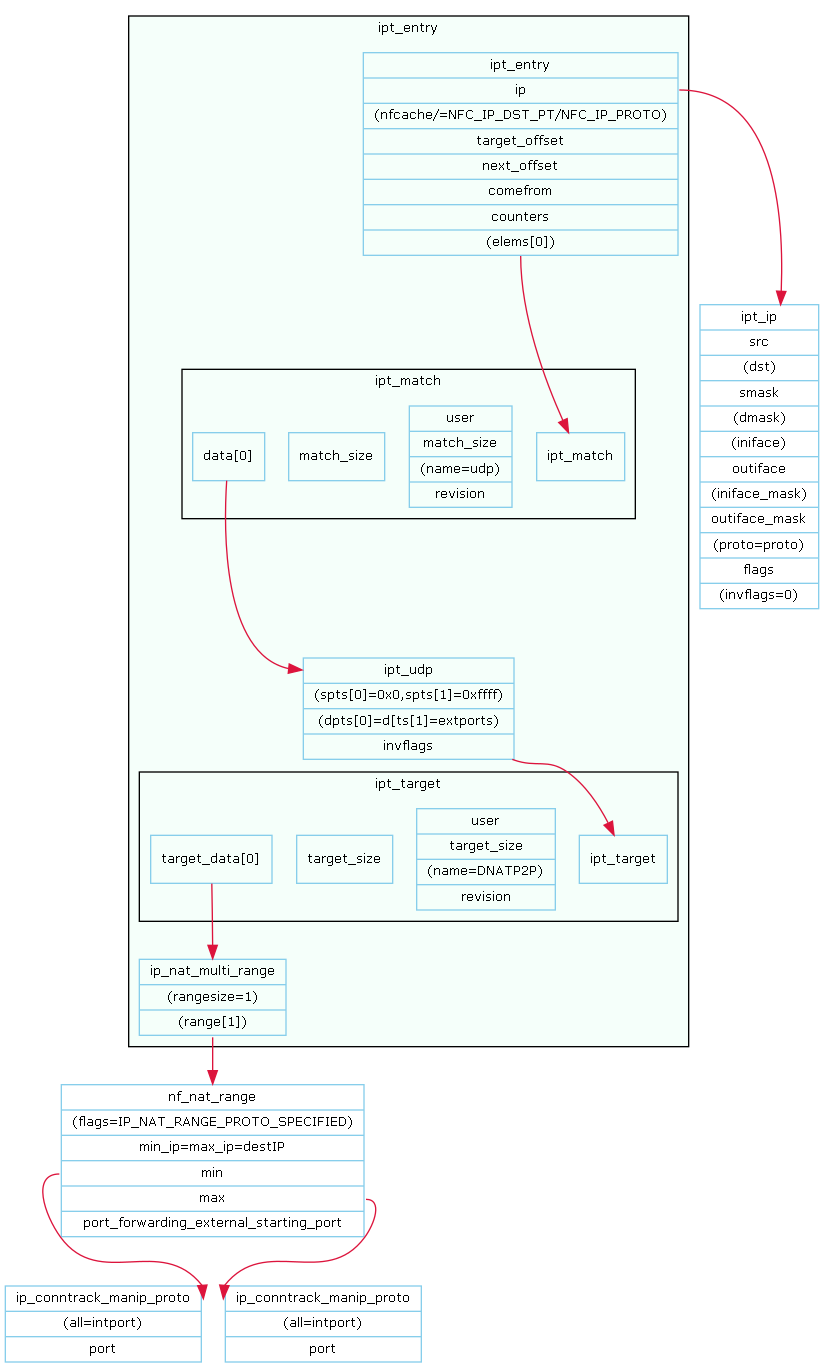 ipt_entry
ipt_entry
ip
(nfcache/=NFC_IP_DST_PT/NFC_IP_PROTO)
target_offset
next_offset
comefrom
counters
(elems[0])
ipt_ip
src
(dst)
smask
(dmask)
(iniface)
outiface
(iniface_mask)
outiface_mask
(proto=proto)
flags
(invflags=0)
ipt_match
data[0]
match_size
user
match_size
(name=udp)
revision
ipt_match
ipt_udp
(spts[0]=0x0,spts[1]=0xffff)
(dpts[0]=d[ts[1]=extports)
invflags
ipt_target
target_data[0]
target_size
user
target_size
(name=DNATP2P)
revision
ipt_target
ip_nat_multi_range
(rangesize=1)
(range[1])
nf_nat_range
(flags=IP_NAT_RANGE_PROTO_SPECIFIED)
min_ip=max_ip=destIP
min
max
port_forwarding_external_starting_port
ip_conntrack_manip_proto
(all=intport)
port
ip_conntrack_manip_proto
(all=intport)
port